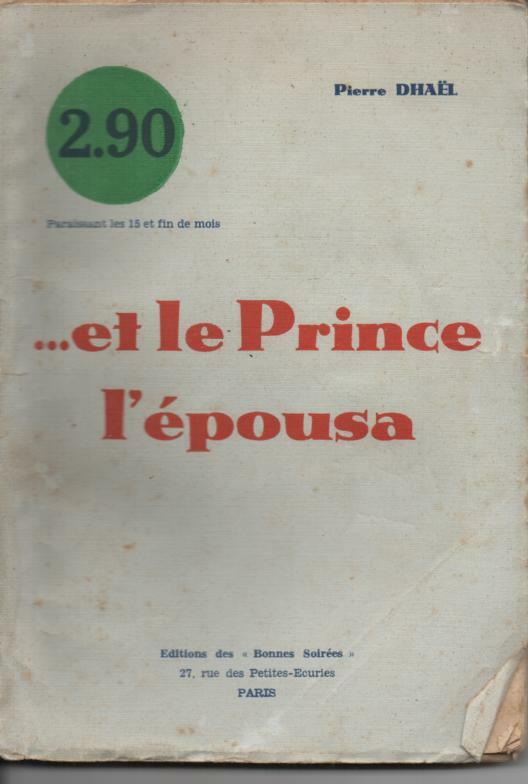 Pierre DHAËL
2.90
Paraissant les 15 et fin de mois
...et le Prince
l'épousa
Editions des « Bonnes Soirées »
27, rue des Petites-Ecuries
PARIS